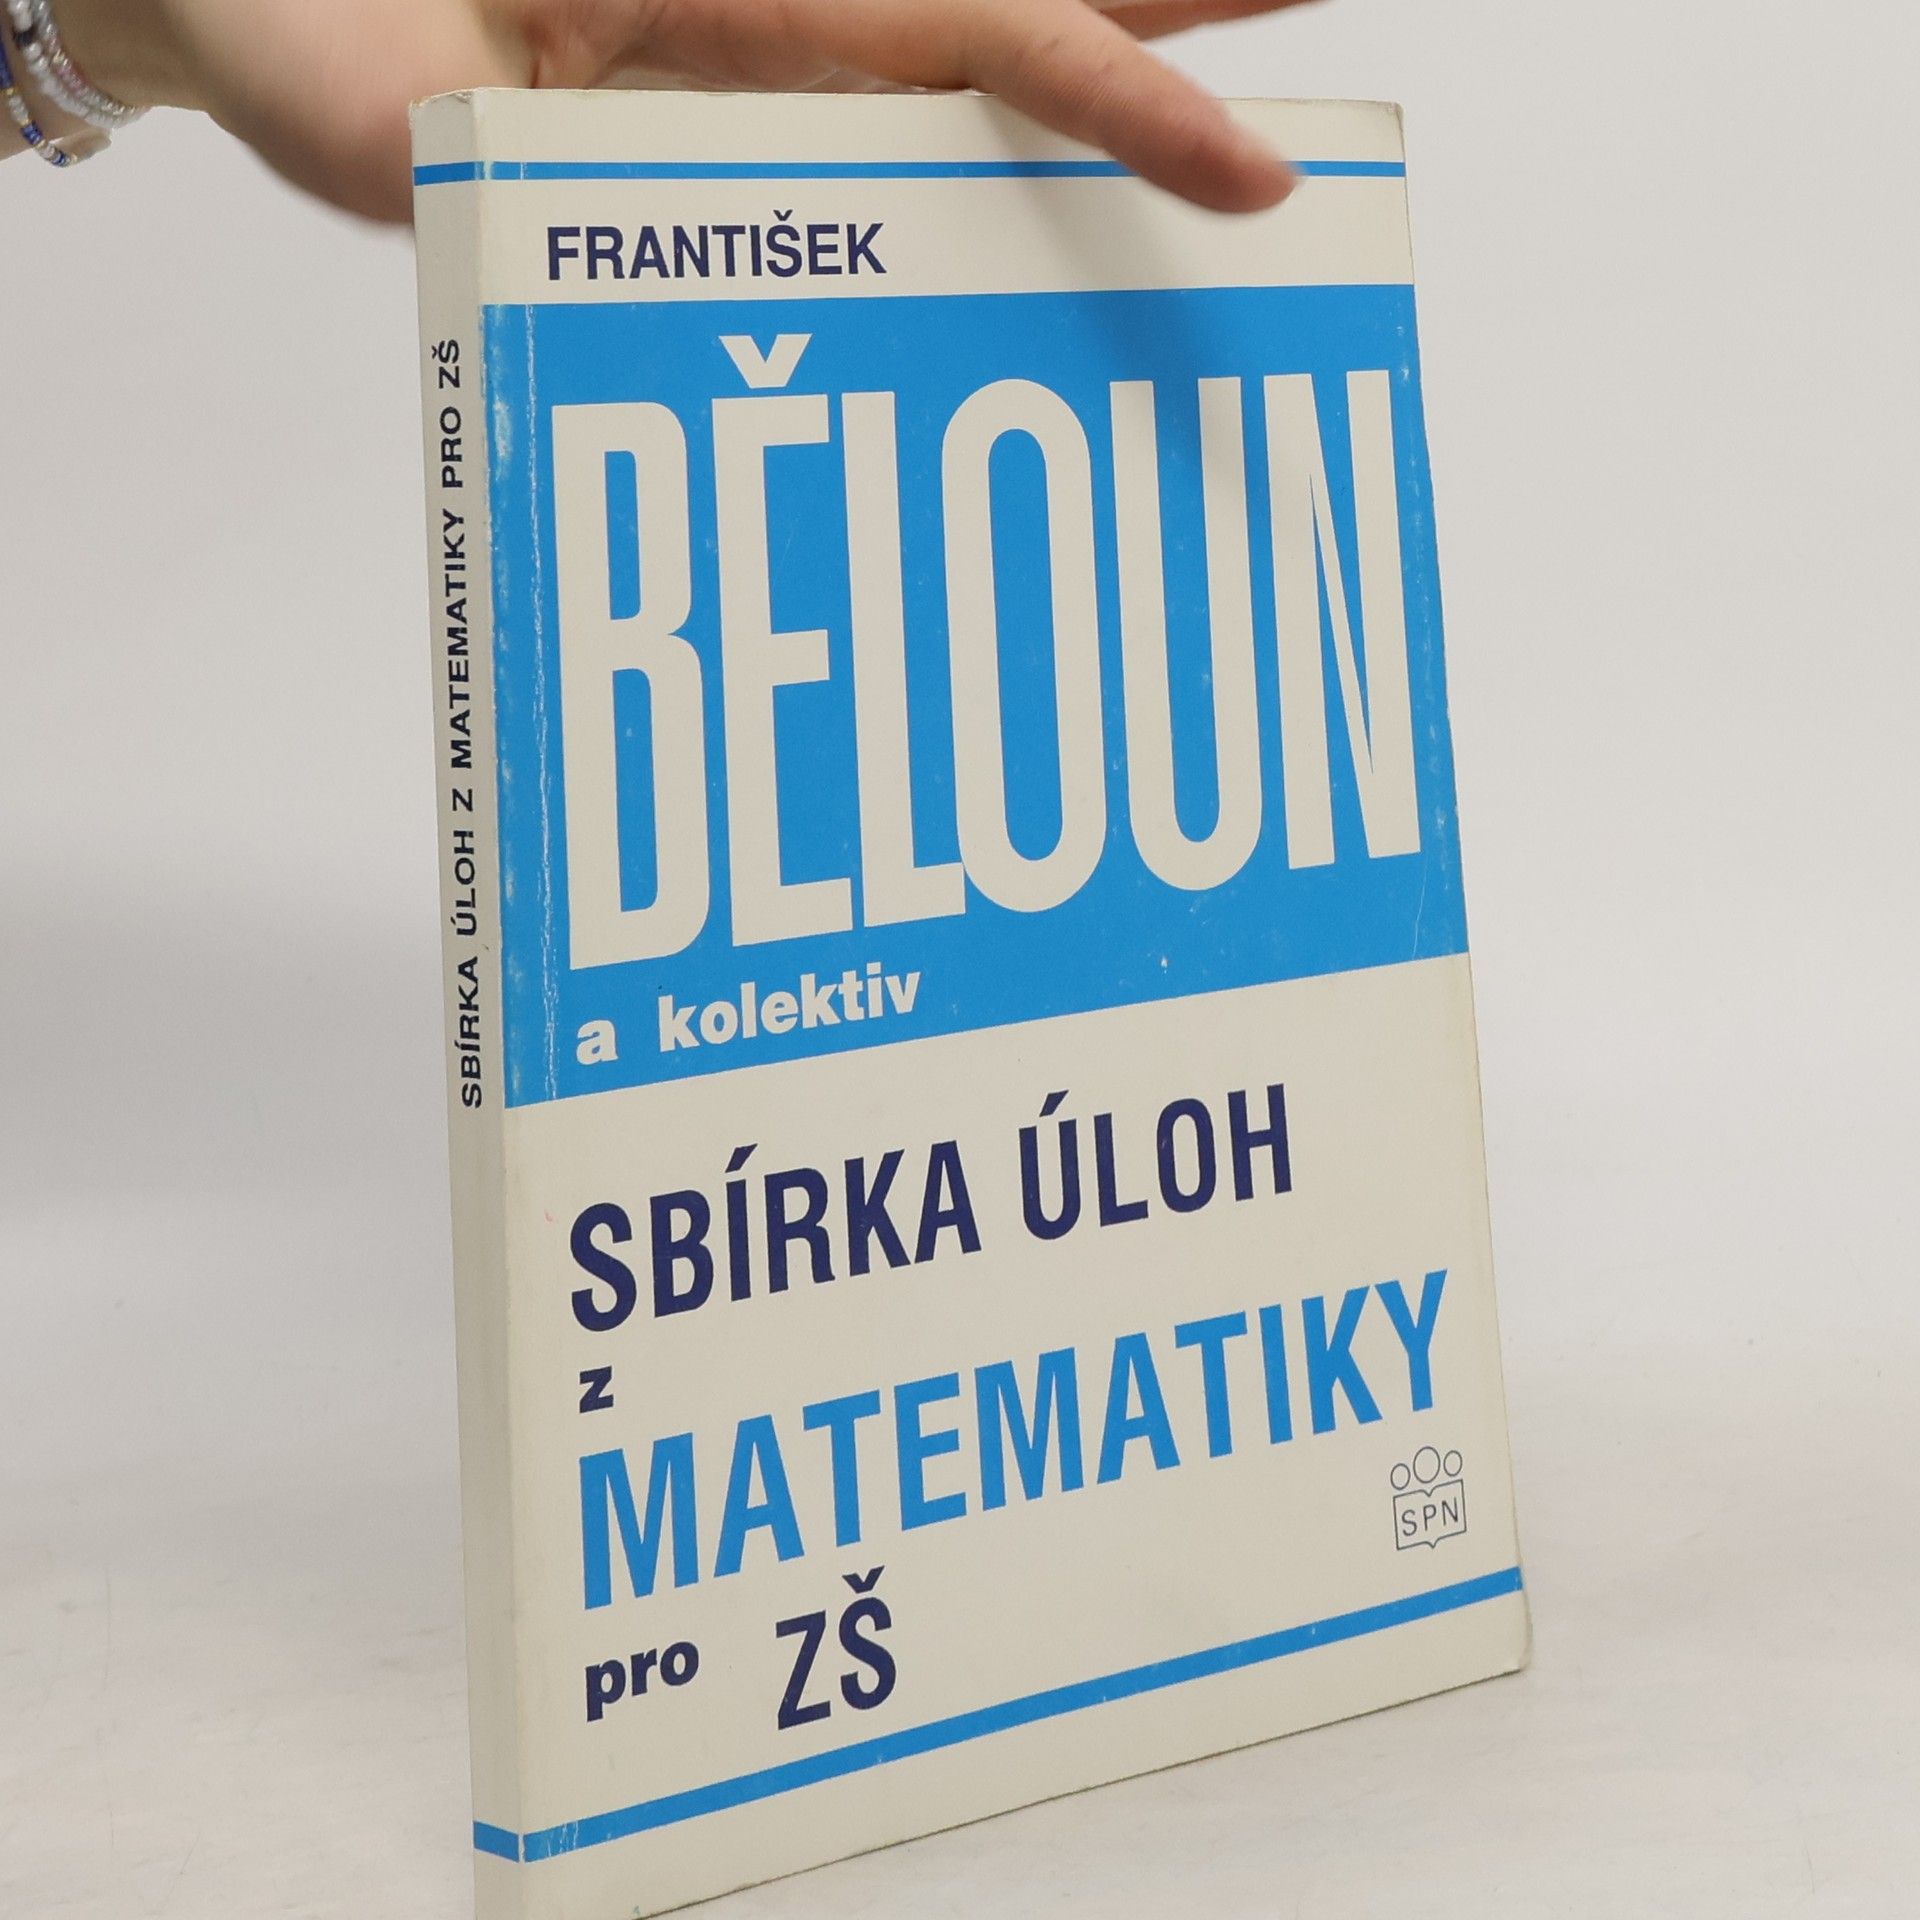 FRANTIŠEK
BĚLOUN
a kolektiv
SBÍRKA ÚLOH
z
MATEMATIKY
pro ZŠ
SPN
SBÍRKA ÚLOH Z MATEMATIKY PRO ZŠ